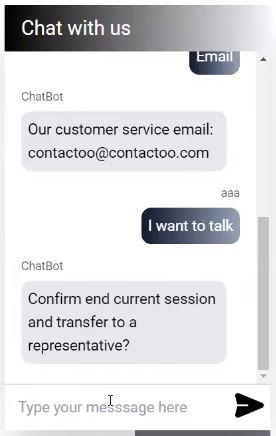 Chat with us
Email
ChatBot
Our customer service email:
contactoo@contactoo.com
aaa
I want to talk
ChatBot
Confirm end current session
and transfer to a
representative?
Type your messsage here